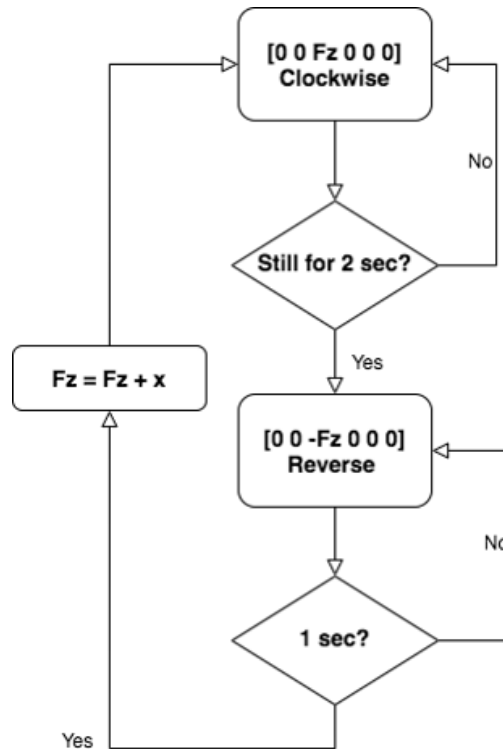 [0 0 Fz 0 0 0]
Clockwise
No
Still for 2 sec?
Yes
Fz = Fz + x
[0 0 -Fz 0 0 0]
Reverse
No
1 sec?
Yes